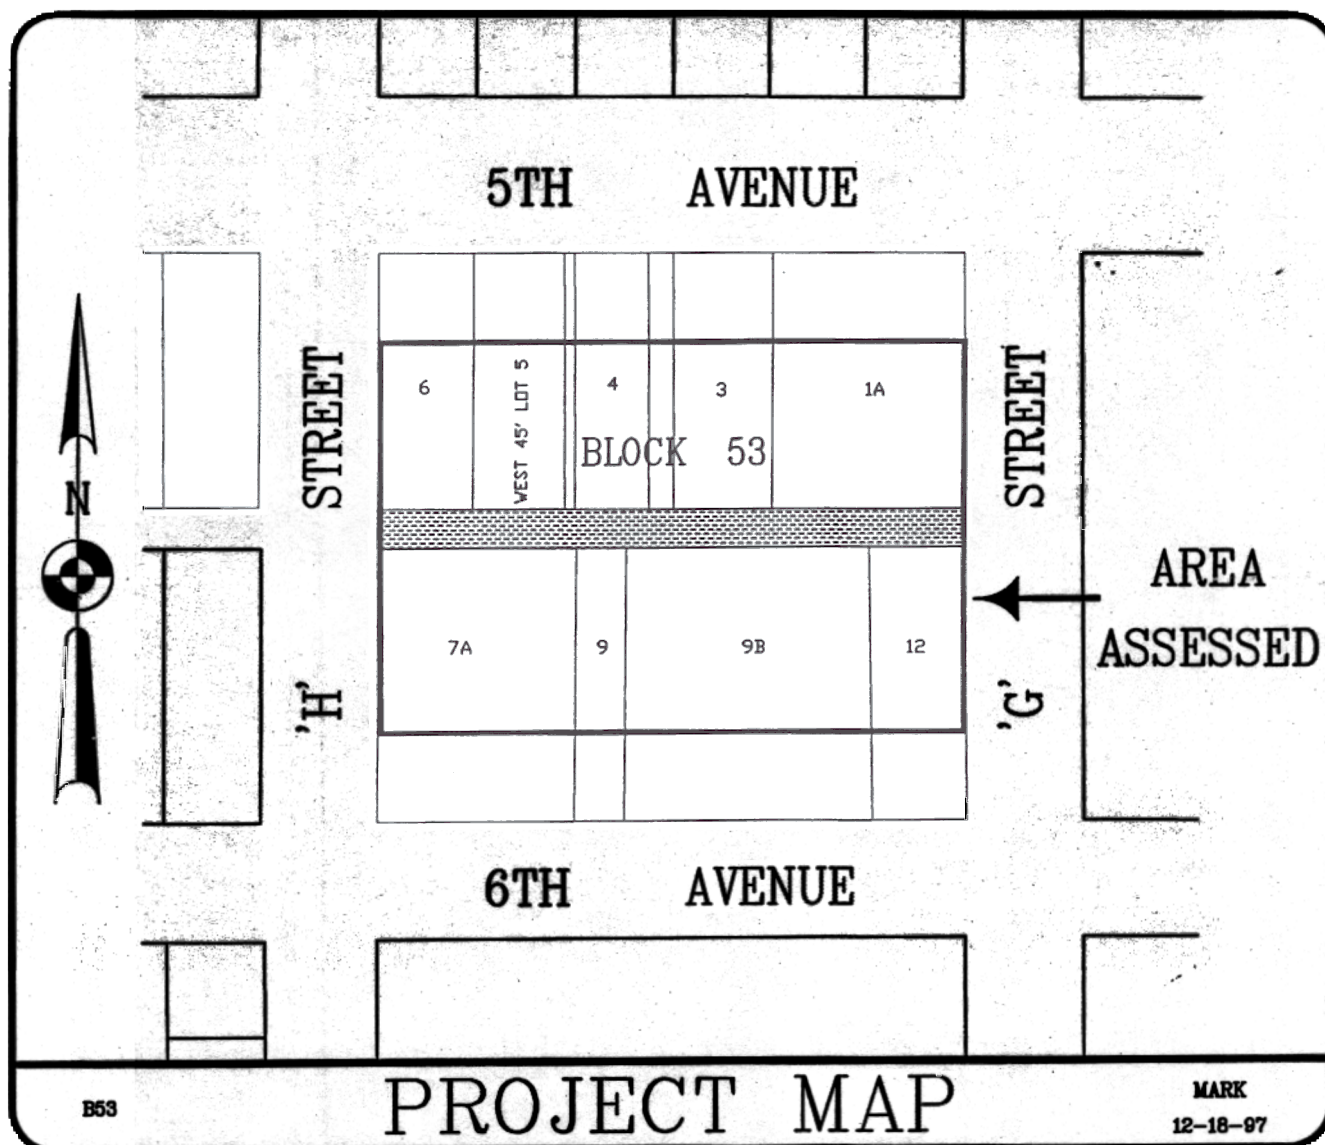 5TH AVENUE
'H' STREET
'G' STREET
N
6
WEST 45' LOT 5
4
3
1A
BLOCK 53
AREA
ASSESSED
7A
9
9B
12
6TH AVENUE
B53
PROJECT MAP
MARK
12-18-97